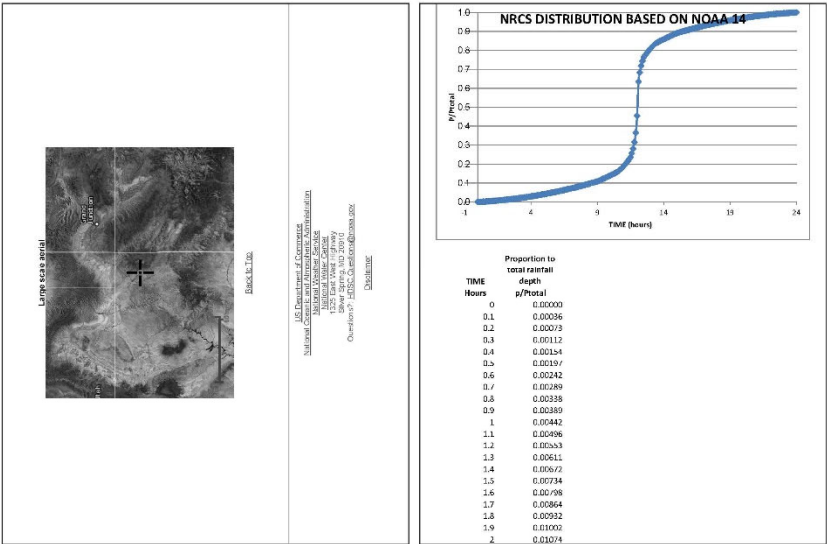 Large scale aerial
Grand
Junction
Back to Top
US Department of Commerce
National Oceanic and Atmospheric Administration
National Weather Service
National Water Center
1325 East West Highway
Silver Spring, MD 20910
Questions?: HDSC.Questions@noaa.gov
Disclaimer
NRCS DISTRIBUTION BASED ON NOAA 14
P/Ptotal
1.0
0.9
0.8
0.7
0.6
0.5
0.4
0.3
0.2
0.1
0.0
-1 4 9 14 19 24
TIME (hours)
TIME
Hours
Proportion to
total rainfall
depth
p/Ptotal
0 0.00000
0.1 0.00036
0.2 0.00073
0.3 0.00112
0.4 0.00154
0.5 0.00197
0.6 0.00242
0.7 0.00289
0.8 0.00338
0.9 0.00389
1 0.00442
1.1 0.00496
1.2 0.00553
1.3 0.00611
1.4 0.00672
1.5 0.00734
1.6 0.00798
1.7 0.00864
1.8 0.00932
1.9 0.01002
2 0.01074